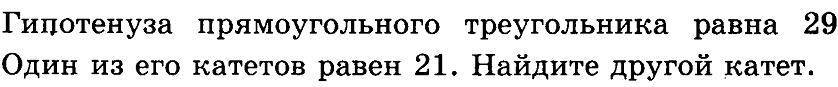 Гипотенуза прямоугольного треугольника равна 29
Один из его катетов равен 21. Найдите другой катет.